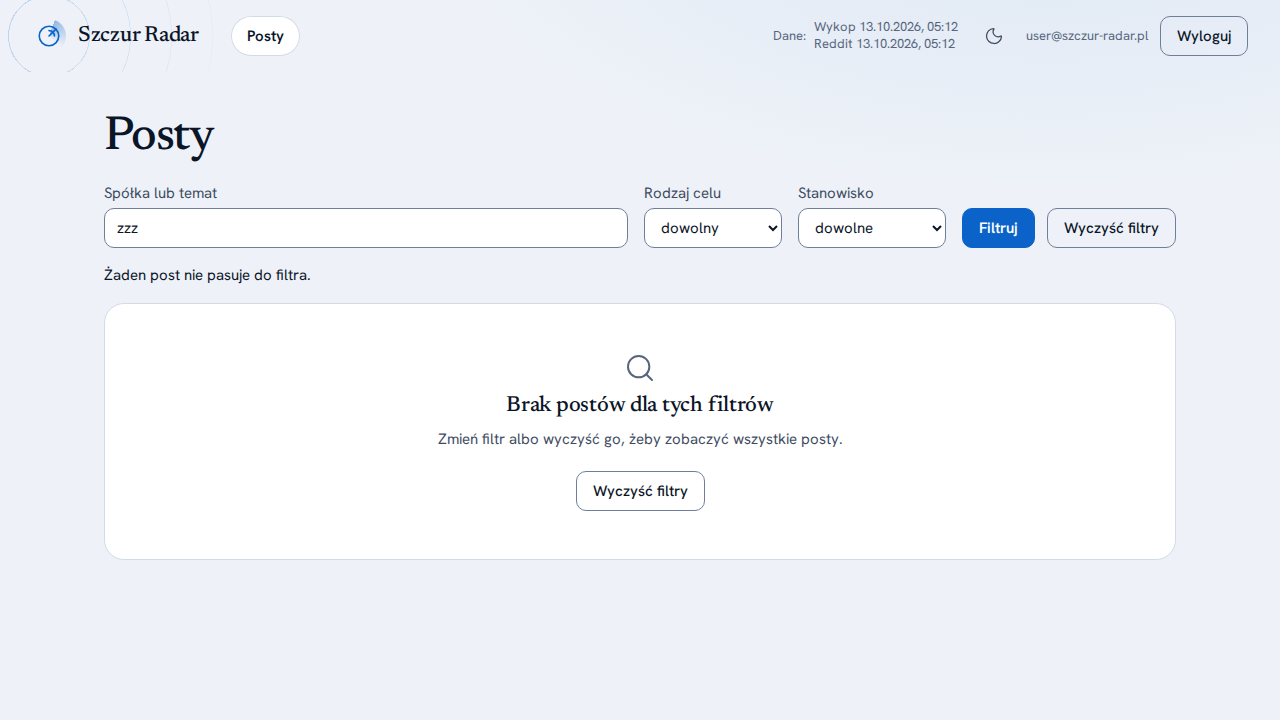 Szczur Radar
Posty
Dane:
Wykop 13.10.2026, 05:12
Reddit 13.10.2026, 05:12
user@szczur-radar.pl
Wyloguj
Posty
Spółka lub temat
Rodzaj celu
Stanowisko
zzz
dowolny
dowolne
Filtruj
Wyczyść filtry
Żaden post nie pasuje do filtra.
Brak postów dla tych filtrów
Zmień filtr albo wyczyść go, żeby zobaczyć wszystkie posty.
Wyczyść filtry